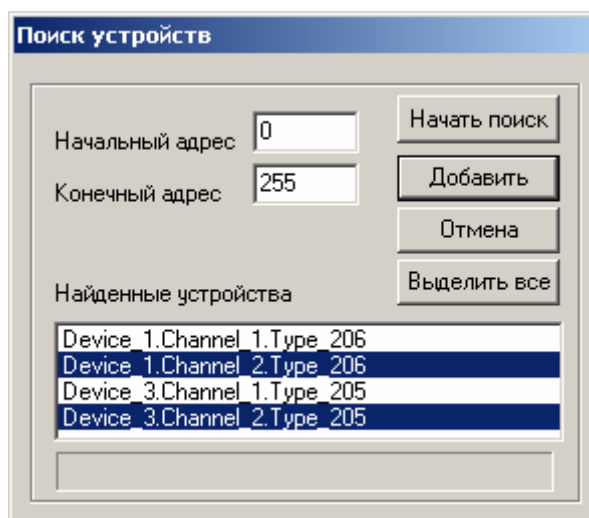 Поиск устройств
Начальный адрес 0 Начать поиск
Конечный адрес 255 Добавить
Отмена
Найденные устройства Выделить все
Device_1.Channel_1.Type_206
Device_1.Channel_2.Type_206
Device_3.Channel_1.Type_205
Device_3.Channel_2.Type_205